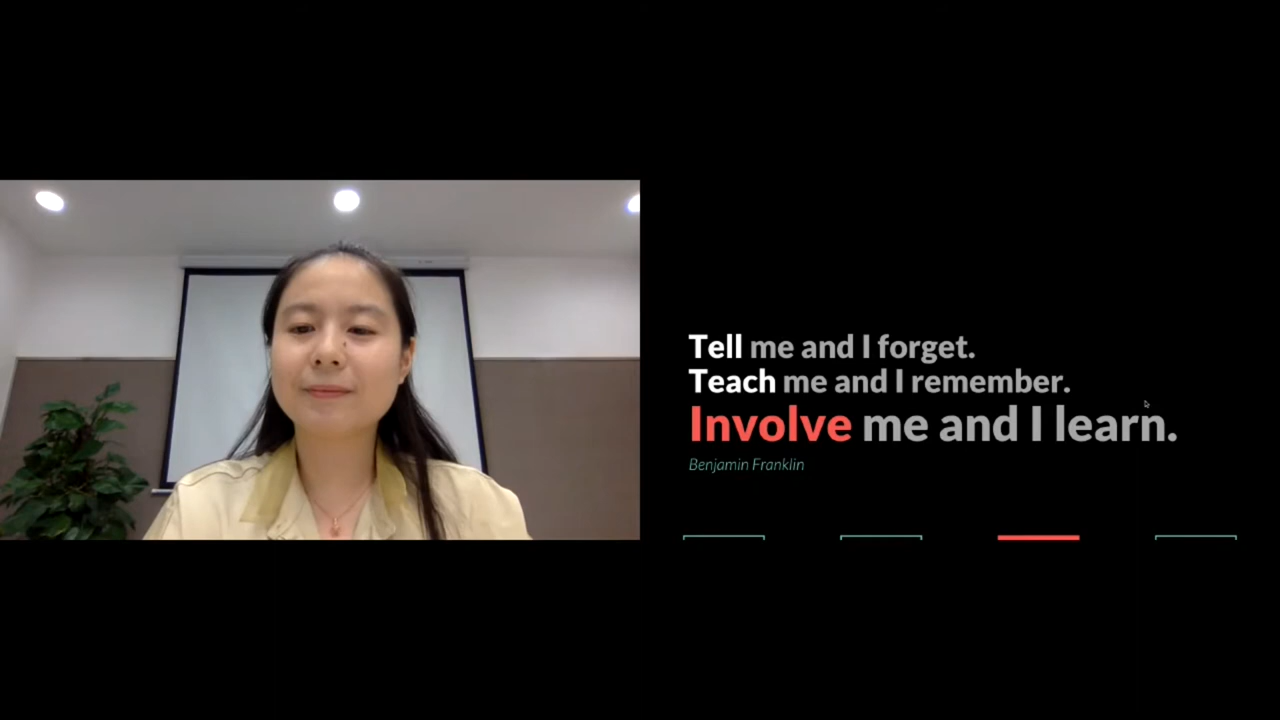 Tell me and I forget.
Teach me and I remember.
Involve me and I learn.
Benjamin Franklin